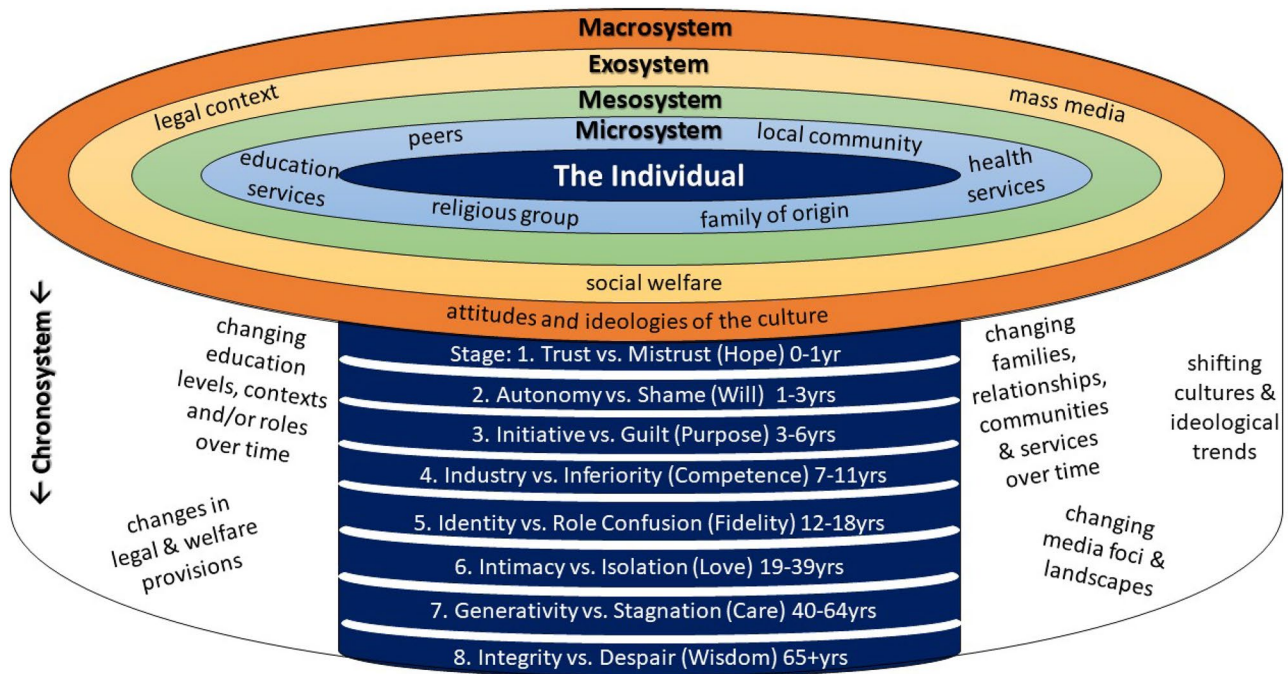 Macrosystem
Exosystem
legal context
mass media
Mesosystem
Microsystem
peers
local community
education
services
The Individual
health
services
religious group
family of origin
social welfare
attitudes and ideologies of the culture
← Chronosystem ←
changing
education
levels, contexts
and/or roles
over time
changes in
legal & welfare
provisions
Stage: 1. Trust vs. Mistrust (Hope) 0-1yr
2. Autonomy vs. Shame (Will) 1-3yrs
3. Initiative vs. Guilt (Purpose) 3-6yrs
4. Industry vs. Inferiority (Competence) 7-11yrs
5. Identity vs. Role Confusion (Fidelity) 12-18yrs
6. Intimacy vs. Isolation (Love) 19-39yrs
7. Generativity vs. Stagnation (Care) 40-64yrs
8. Integrity vs. Despair (Wisdom) 65+yrs
changing
families,
relationships,
communities
& services
over time
shifting
cultures &
ideological
trends
changing
media foci &
landscapes